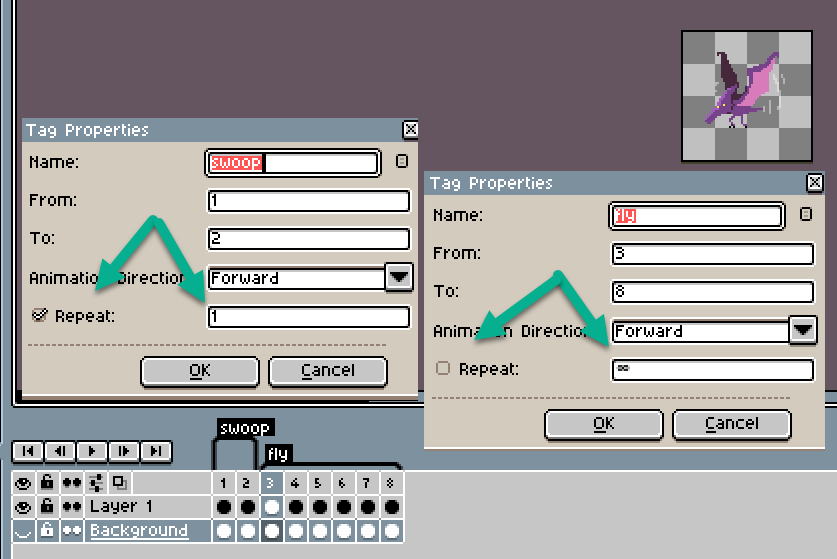 Tag Properties
Name: swoop
From: 1
To: 2
Animation Direction: Forward
Repeat: 1
OK Cancel
Tag Properties
Name: fly
From: 3
To: 8
Animation Direction: Forward
Repeat: ∞
OK Cancel
swoop
fly
1 2 3 4 5 6 7 8
Layer 1
Background